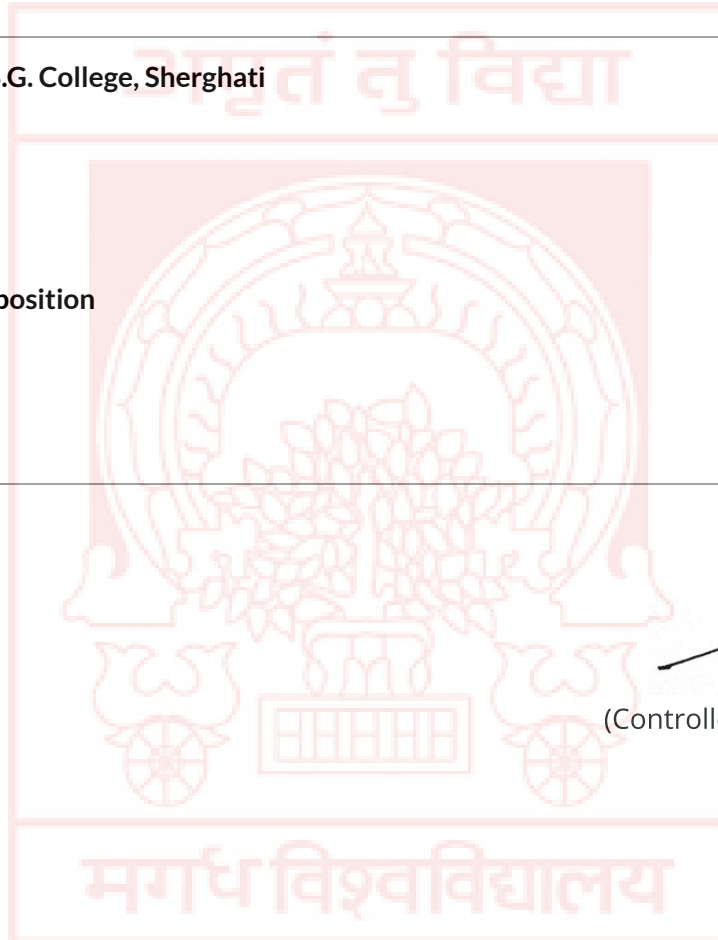 अमृतं तु विद्या
.G. College, Sherghati
position
(Controll
मगध विश्वविद्यालय